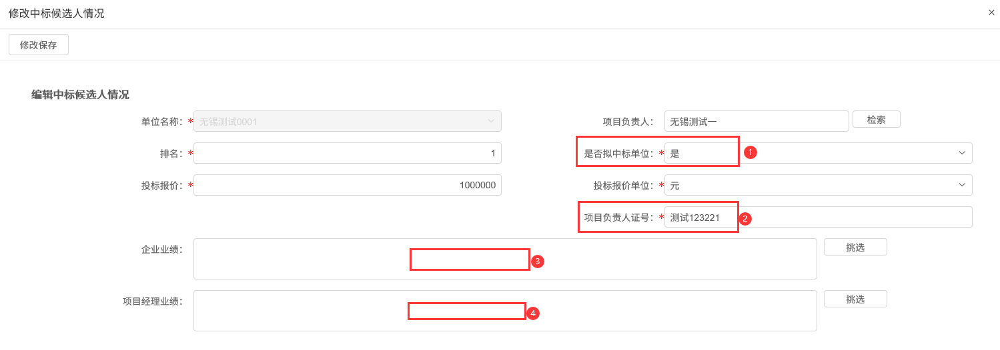 修改中标候选人情况 ×
修改保存
编辑中标候选人情况
单位名称：* 无锡测试0001 项目负责人： 无锡测试一 检索
排名：* 1 是否拟中标单位：* 是 1
投标报价：* 1000000 投标报价单位：* 元
项目负责人证号：* 测试123221 2
企业业绩： 3 挑选
项目经理业绩： 4 挑选